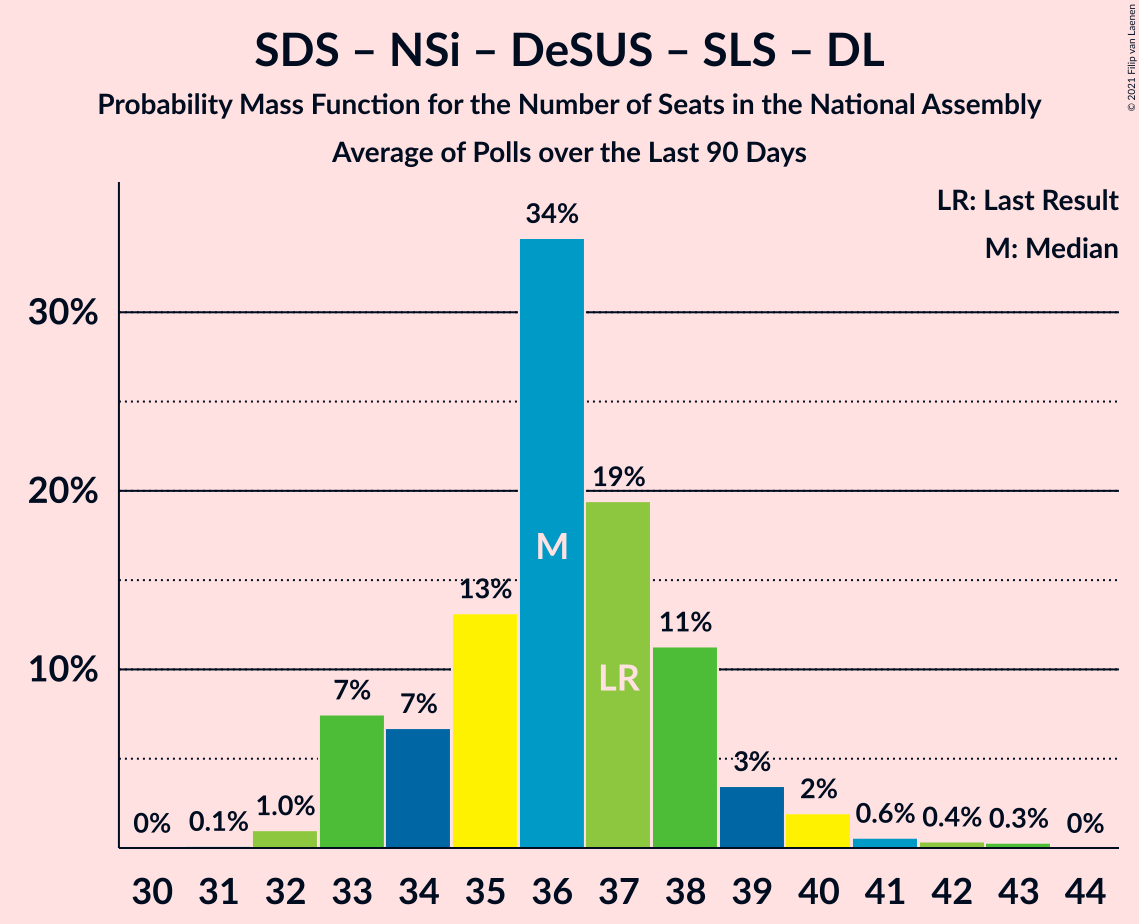 SDS – NSi – DeSUS – SLS – DL
Probability Mass Function for the Number of Seats in the National Assembly
Average of Polls over the Last 90 Days
© 2021 Filip van Laenen
LR: Last Result
M: Median
34%
30%
20%
19%
M
13%
11%
10%
LR
7%
7%
3%
2%
1.0%
0%
0.1%
0.6%
0.4%
0.3%
0%
30 31 32 33 34 35 36 37 38 39 40 41 42 43 44